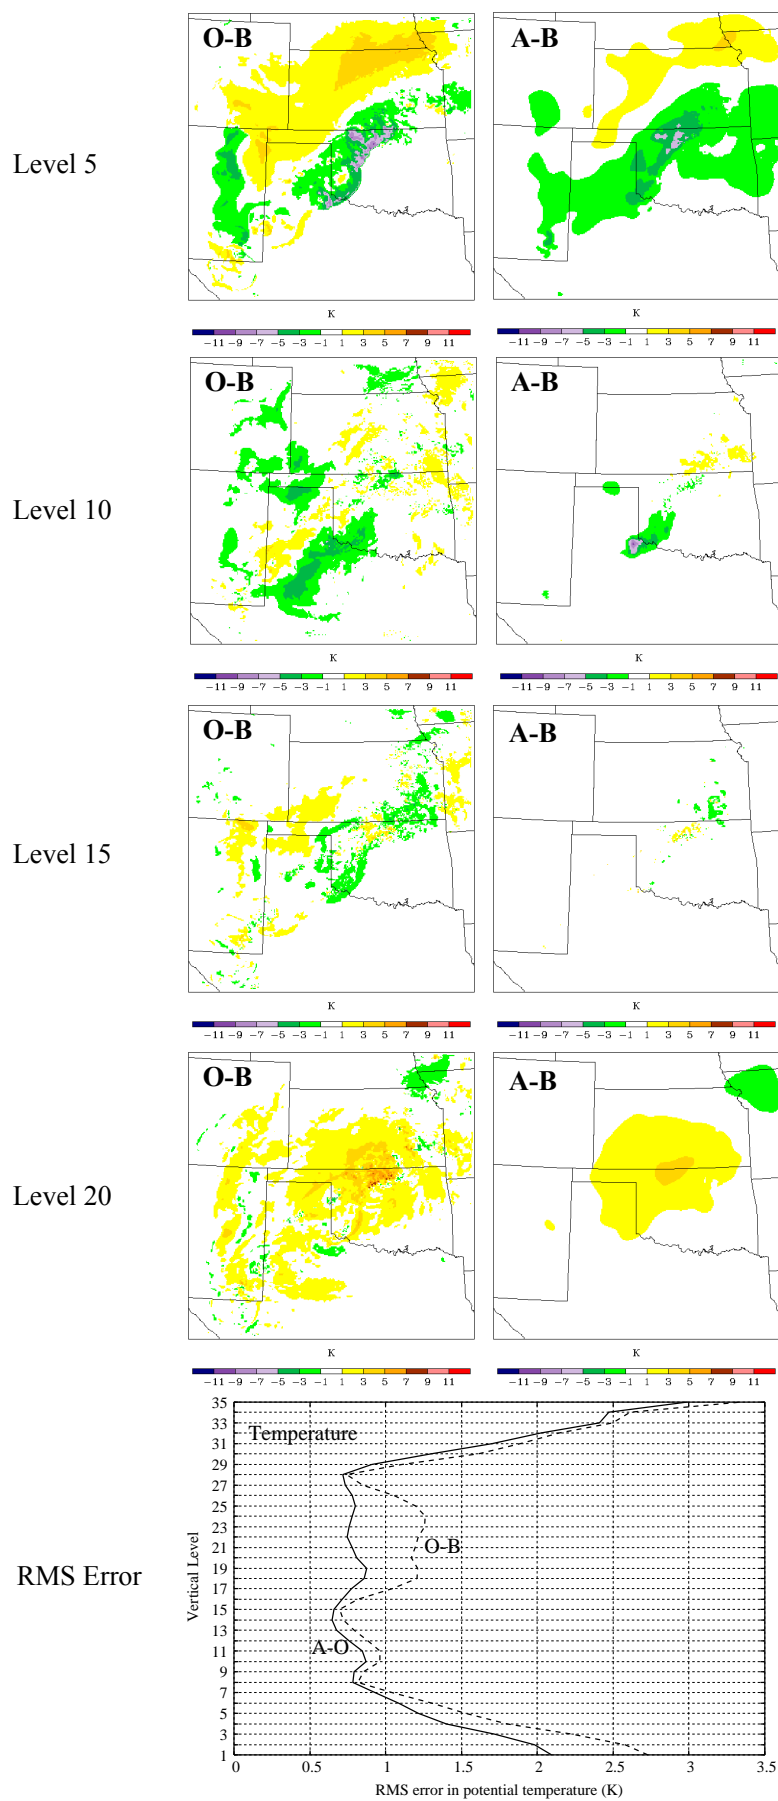 O-B A-B
Level 5
K K
-11 -9 -7 -5 -3 -1 1 3 5 7 9 11 -11 -9 -7 -5 -3 -1 1 3 5 7 9 11
O-B A-B
Level 10
K K
-11 -9 -7 -5 -3 -1 1 3 5 7 9 11 -11 -9 -7 -5 -3 -1 1 3 5 7 9 11
O-B A-B
Level 15
K K
-11 -9 -7 -5 -3 -1 1 3 5 7 9 11 -11 -9 -7 -5 -3 -1 1 3 5 7 9 11
O-B A-B
Level 20
K K
-11 -9 -7 -5 -3 -1 1 3 5 7 9 11 -11 -9 -7 -5 -3 -1 1 3 5 7 9 11
35
33
Temperature
31
29
27
25
23
21
O-B
RMS Error
Vertical Level
19
17
15
13
A-O
11
9
7
5
3
1
0 0.5 1 1.5 2 2.5 3 3.5
RMS error in potential temperature (K)